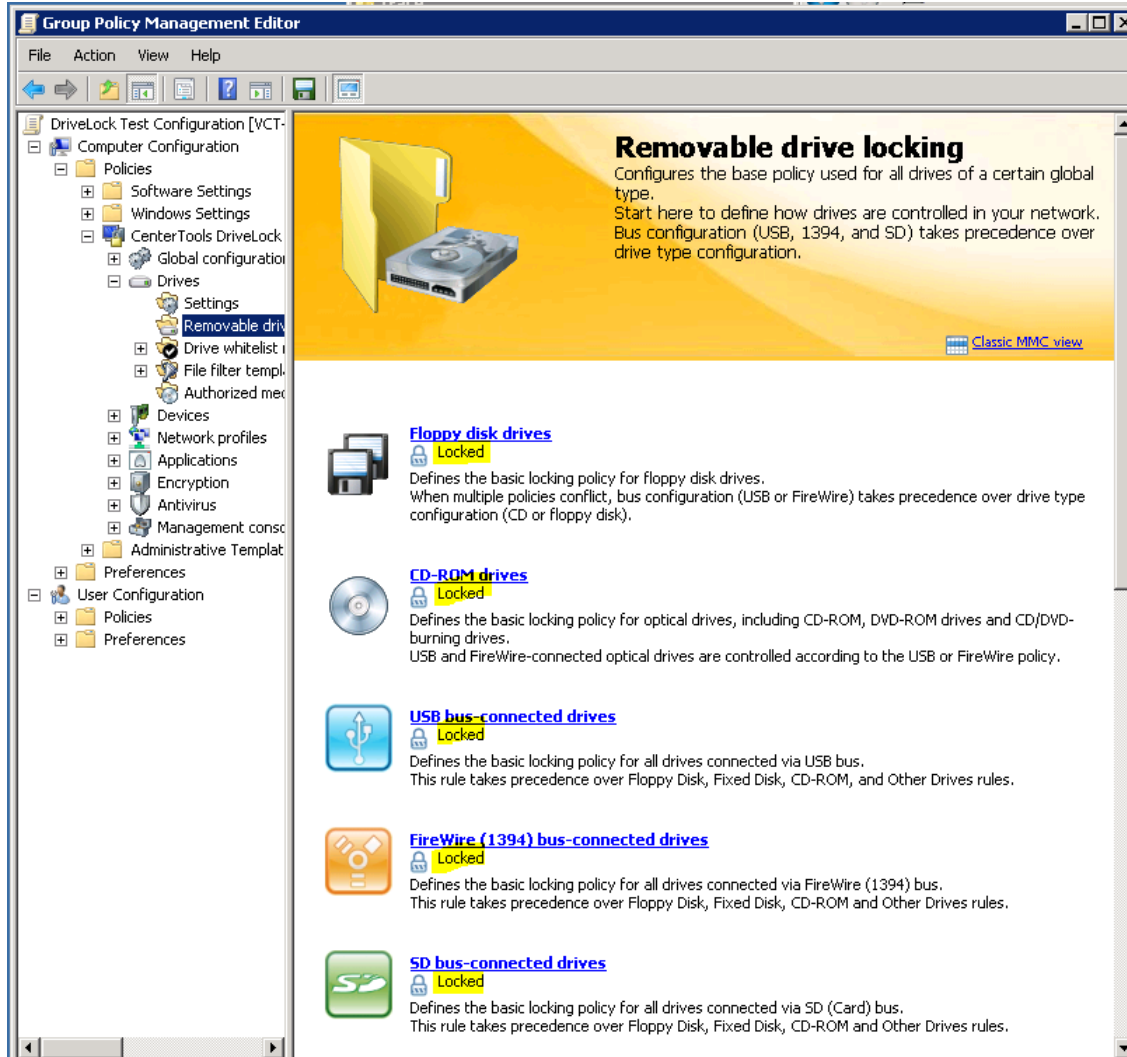 Group Policy Management Editor
File Action View Help
DriveLock Test Configuration [VCT-
Computer Configuration
Policies
Software Settings
Windows Settings
CenterTools DriveLock
Global configuration
Drives
Settings
Removable driv
Drive whitelist r
File filter templ
Authorized med
Devices
Network profiles
Applications
Encryption
Antivirus
Management consc
Administrative Templat
Preferences
User Configuration
Policies
Preferences
Removable drive locking
Configures the base policy used for all drives of a certain global
type.
Start here to define how drives are controlled in your network.
Bus configuration (USB, 1394, and SD) takes precedence over
drive type configuration.
Classic MMC view
Floppy disk drives
Locked
Defines the basic locking policy for floppy disk drives.
When multiple policies conflict, bus configuration (USB or FireWire) takes precedence over drive type
configuration (CD or floppy disk).
CD-ROM drives
Locked
Defines the basic locking policy for optical drives, including CD-ROM, DVD-ROM drives and CD/DVD-
burning drives.
USB and FireWire-connected optical drives are controlled according to the USB or FireWire policy.
USB bus-connected drives
Locked
Defines the basic locking policy for all drives connected via USB bus.
This rule takes precedence over Floppy Disk, Fixed Disk, CD-ROM, and Other Drives rules.
FireWire (1394) bus-connected drives
Locked
Defines the basic locking policy for all drives connected via FireWire (1394) bus.
This rule takes precedence over Floppy Disk, Fixed Disk, CD-ROM and Other Drives rules.
SD bus-connected drives
Locked
Defines the basic locking policy for all drives connected via SD (Card) bus.
This rule takes precedence over Floppy Disk, Fixed Disk, CD-ROM and Other Drives rules.